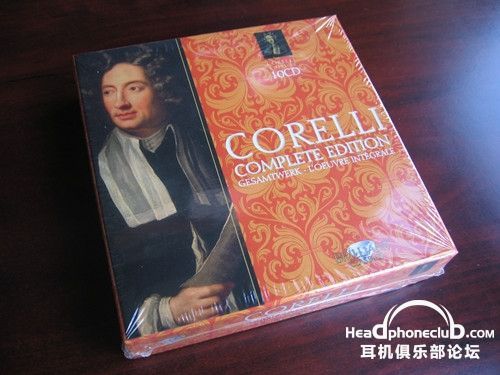 10CD
CORELLI
COMPLETE EDITION
GESAMTWERK · L'OEUVRE INTÉGRALE
CORELLI
HeadphoneClub.com
耳机俱乐部论坛